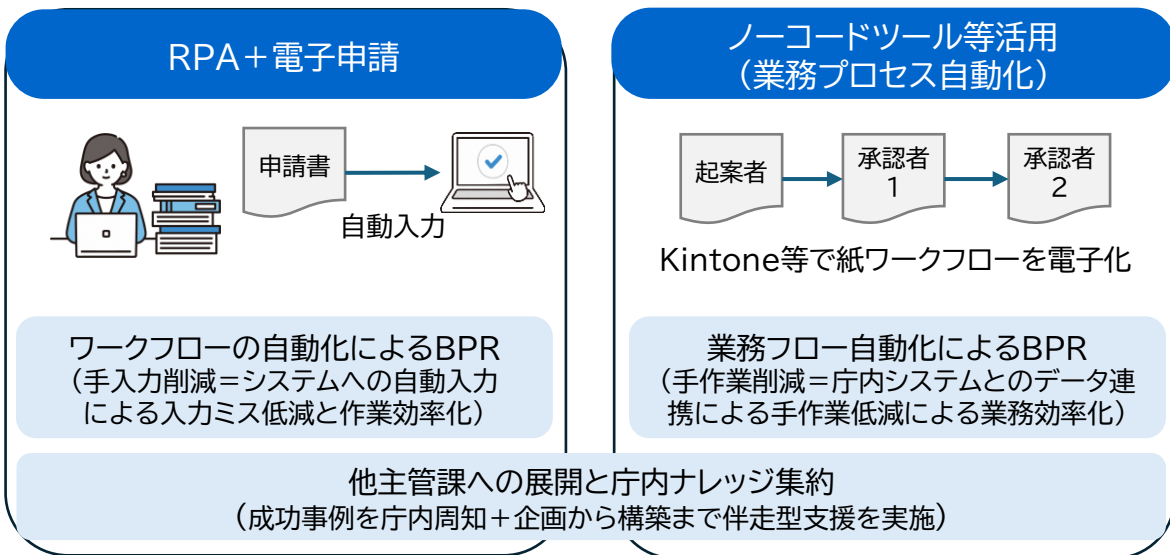 RPA＋電子申請
申請書
自動入力
ワークフローの自動化によるBPR
（手入力削減＝システムへの自動入力
による入力ミス低減と作業効率化）
ノーコードツール等活用
（業務プロセス自動化）
起案者
承認者
1
承認者
2
Kintone等で紙ワークフローを電子化
業務フロー自動化によるBPR
（手作業削減＝庁内システムとのデータ連
携による手作業低減による業務効率化）
他主管課への展開と庁内ナレッジ集約
（成功事例を庁内周知＋企画から構築まで伴走型支援を実施）